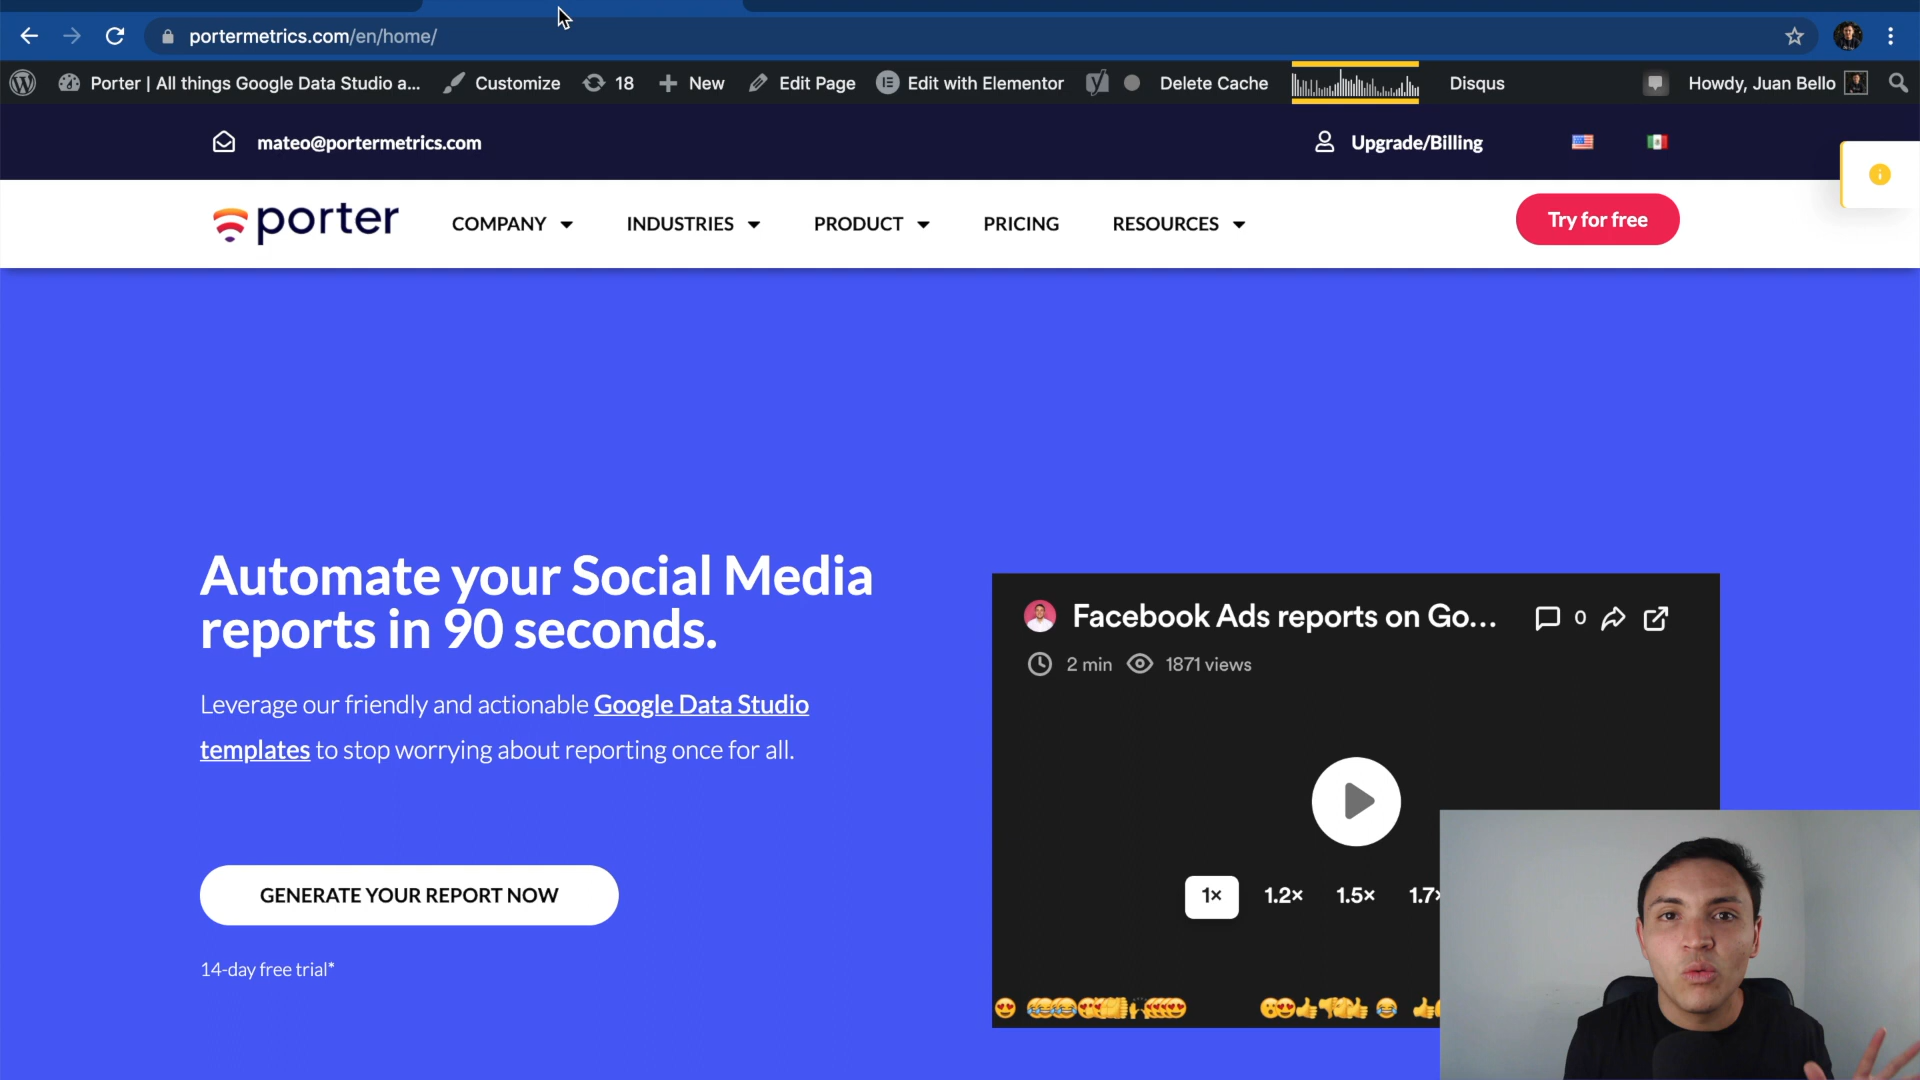 portermetrics.com/en/home/
Porter | All things Google Data Studio a... Customize 18 New Edit Page Edit with Elementor Delete Cache Disqus Howdy, Juan Bello
mateo@portermetrics.com Upgrade/Billing
porter COMPANY INDUSTRIES PRODUCT PRICING RESOURCES Try for free
Automate your Social Media
reports in 90 seconds.
Leverage our friendly and actionable Google Data Studio
templates to stop worrying about reporting once for all.
GENERATE YOUR REPORT NOW
14-day free trial*
Facebook Ads reports on Go... 0
2 min 1871 views
1× 1.2× 1.5× 1.7×